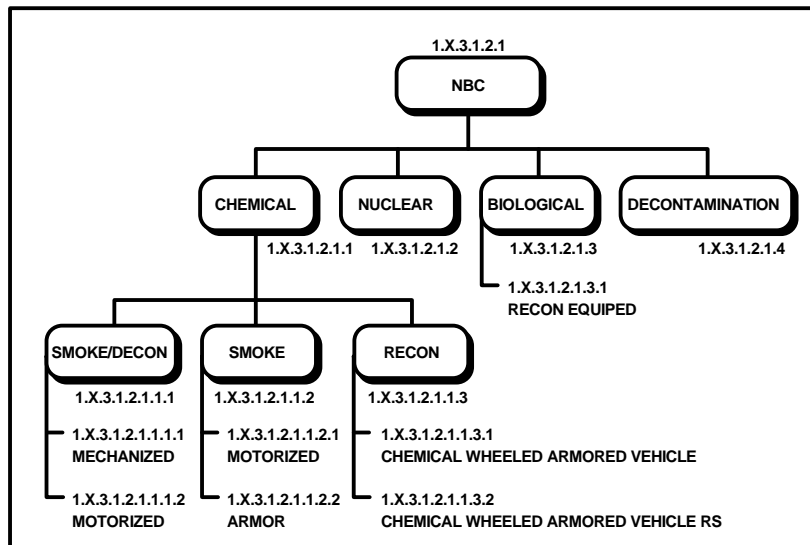 1.X.3.1.2.1
NBC
CHEMICAL
NUCLEAR
BIOLOGICAL
DECONTAMINATION
1.X.3.1.2.1.1
1.X.3.1.2.1.2
1.X.3.1.2.1.3
1.X.3.1.2.1.4
1.X.3.1.2.1.3.1
RECON EQUIPED
SMOKE/DECON
SMOKE
RECON
1.X.3.1.2.1.1.1
1.X.3.1.2.1.1.2
1.X.3.1.2.1.1.3
1.X.3.1.2.1.1.1.1
MECHANIZED
1.X.3.1.2.1.1.2.1
MOTORIZED
1.X.3.1.2.1.1.3.1
CHEMICAL WHEELED ARMORED VEHICLE
1.X.3.1.2.1.1.1.2
MOTORIZED
1.X.3.1.2.1.1.2.2
ARMOR
1.X.3.1.2.1.1.3.2
CHEMICAL WHEELED ARMORED VEHICLE RS